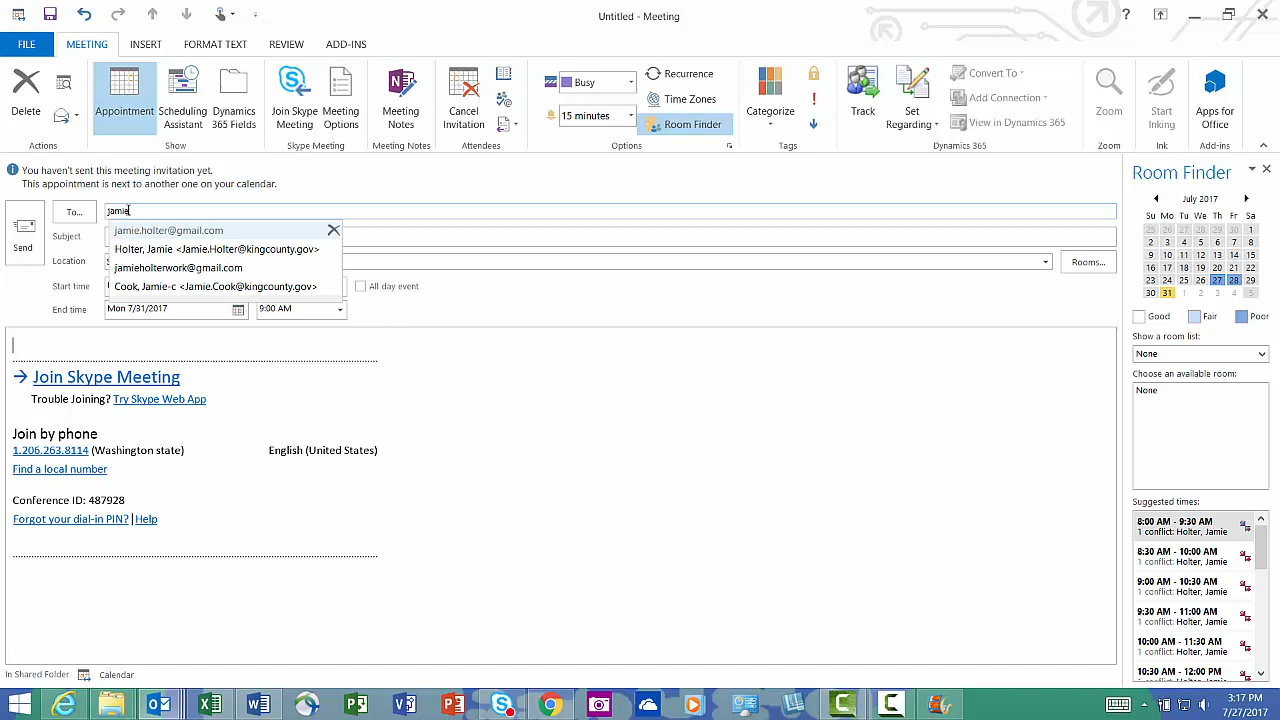 Untitled - Meeting
?
FILE
MEETING
INSERT
FORMAT TEXT
REVIEW
ADD-INS
Delete
Actions
Appointment
Scheduling Assistant
Dynamics 365 Fields
Show
Join Skype Meeting
Skype Meeting
Meeting Options
Meeting Notes
Meeting Notes
Cancel Invitation
Attendees
Busy
15 minutes
Recurrence
Time Zones
Room Finder
Options
Categorize
Tags
Track
Set Regarding
Convert To
Add Connection
View in Dynamics 365
Dynamics 365
Zoom
Zoom
Start Inking
Ink
Apps for Office
Add-ins
You haven't sent this meeting invitation yet.
This appointment is next to another one on your calendar.
Send
To...
jamie
jamie.holter@gmail.com
Holter, Jamie <Jamie.Holter@kingcounty.gov>
jamieholterwork@gmail.com
Cook, Jamie-c <Jamie.Cook@kingcounty.gov>
Subject
Location
Rooms...
Start time
All day event
End time
Mon 7/31/2017
9:00 AM
→ Join Skype Meeting
Trouble Joining? Try Skype Web App
Join by phone
1.206.263.8114 (Washington state)
English (United States)
Find a local number
Conference ID: 487928
Forgot your dial-in PIN? | Help
Room Finder
July 2017
Su Mo Tu We Th Fr Sa
25 26 27 28 29 30 1
2 3 4 5 6 7 8
9 10 11 12 13 14 15
16 17 18 19 20 21 22
23 24 25 26 27 28 29
30 31 1 2 3 4 5
Good
Fair
Poor
Show a room list:
None
Choose an available room:
None
Suggested times:
8:00 AM - 9:30 AM
1 conflict: Holter, Jamie
8:30 AM - 10:00 AM
1 conflict: Holter, Jamie
9:00 AM - 10:30 AM
1 conflict: Holter, Jamie
9:30 AM - 11:00 AM
1 conflict: Holter, Jamie
10:00 AM - 11:30 AM
1 conflict: Holter, Jamie
10:30 AM - 12:00 PM
In Shared Folder
Calendar
3:17 PM
7/27/2017